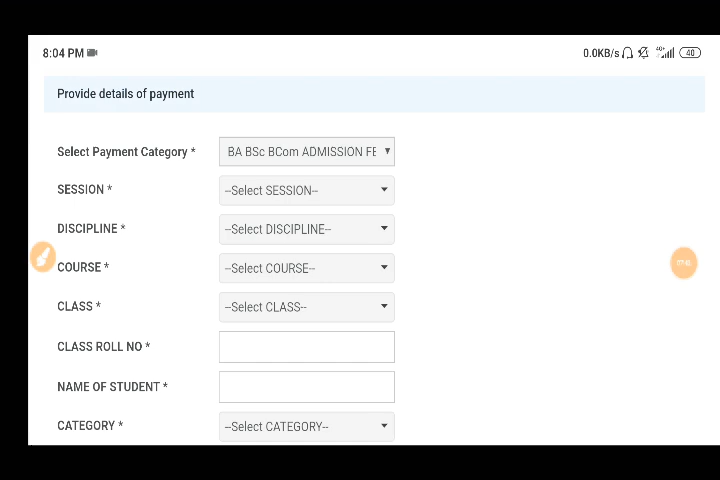 8:04 PM
0.0KB/s 4G+ 40
Provide details of payment
Select Payment Category * BA BSc BCom ADMISSION FE
SESSION * --Select SESSION--
DISCIPLINE * --Select DISCIPLINE--
COURSE * --Select COURSE--
CLASS * --Select CLASS--
CLASS ROLL NO *
NAME OF STUDENT *
CATEGORY * --Select CATEGORY--